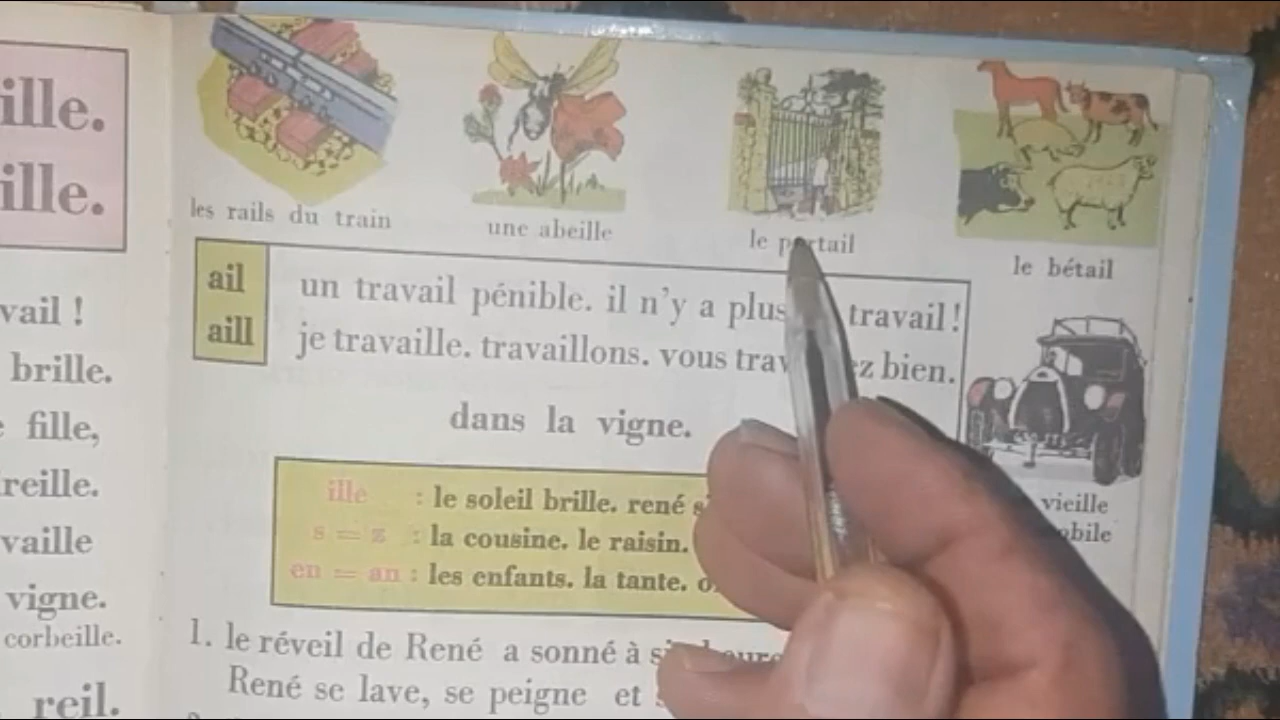 ille.
ille.
vail !
brille.
fille,
reille.
vaille
vigne.
corbeille.
reil.
les rails du train
une abeille
le portail
le bétail
ail
aill
un travail pénible. il n'y a plus travail !
je travaille. travaillons. vous bien.
vieille
dans la vigne.
ille : le soleil brille. rené
s = z : la cousine. le raisin.
en = an : les enfants. la tante.
1. le réveil de René a sonné à
René se lave, se peigne et